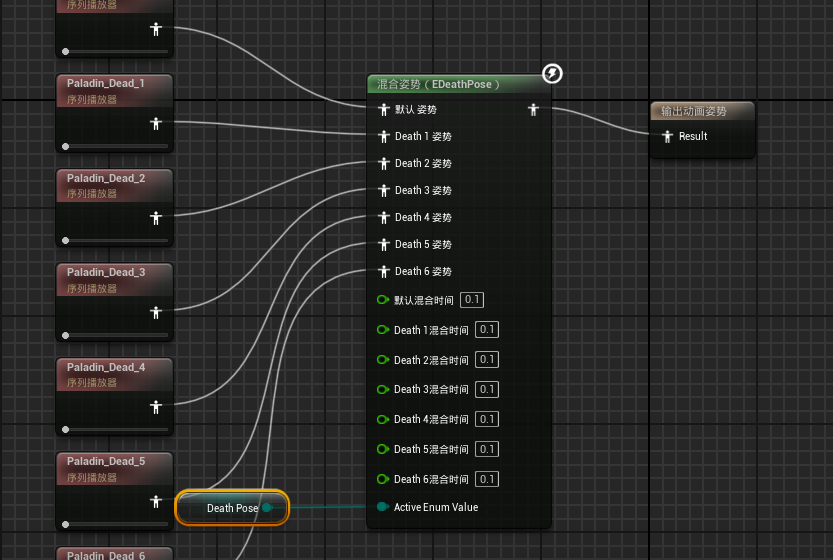 序列播放器
Paladin_Dead_1
序列播放器
Paladin_Dead_2
序列播放器
Paladin_Dead_3
序列播放器
Paladin_Dead_4
序列播放器
Paladin_Dead_5
序列播放器
Paladin_Dead_6
Death Pose
混合姿势（EDeathPose）
默认 姿势
Death 1 姿势
Death 2 姿势
Death 3 姿势
Death 4 姿势
Death 5 姿势
Death 6 姿势
默认混合时间 0.1
Death 1混合时间 0.1
Death 2混合时间 0.1
Death 3混合时间 0.1
Death 4混合时间 0.1
Death 5混合时间 0.1
Death 6混合时间 0.1
Active Enum Value
输出动画姿势
Result